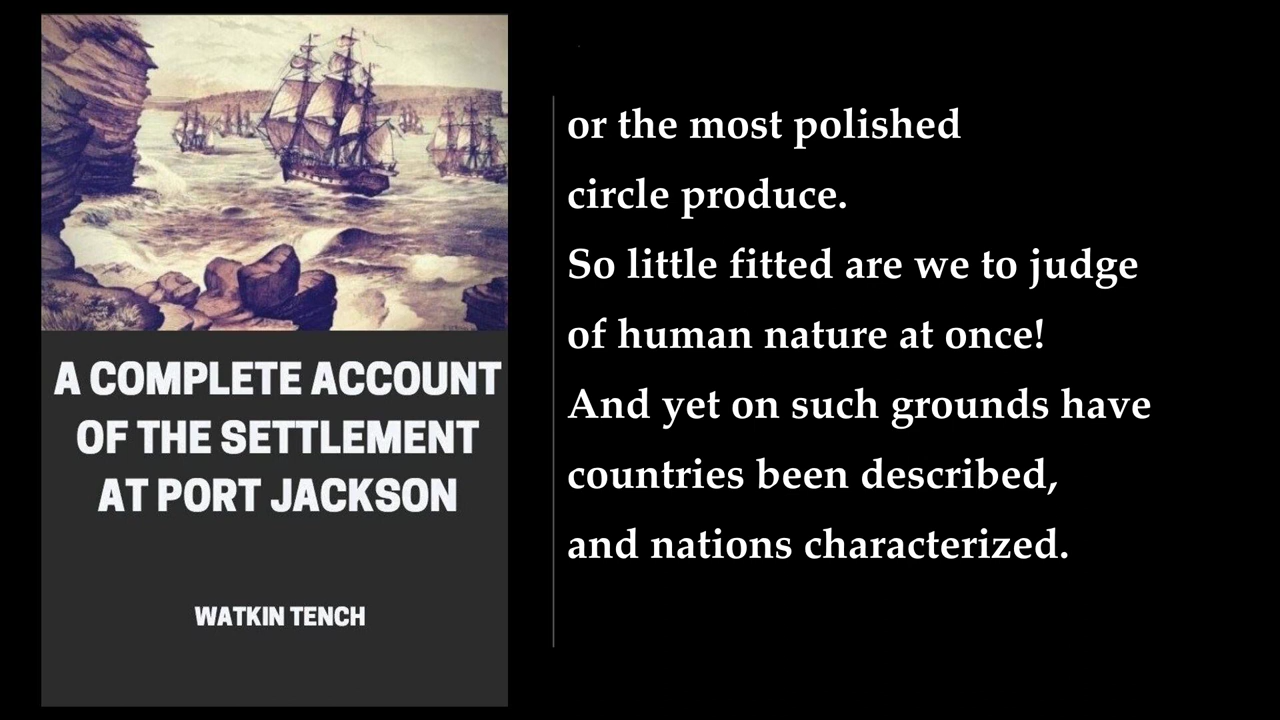 A COMPLETE ACCOUNT
OF THE SETTLEMENT
AT PORT JACKSON
WATKIN TENCH
or the most polished
circle produce.
So little fitted are we to judge
of human nature at once!
And yet on such grounds have
countries been described,
and nations characterized.